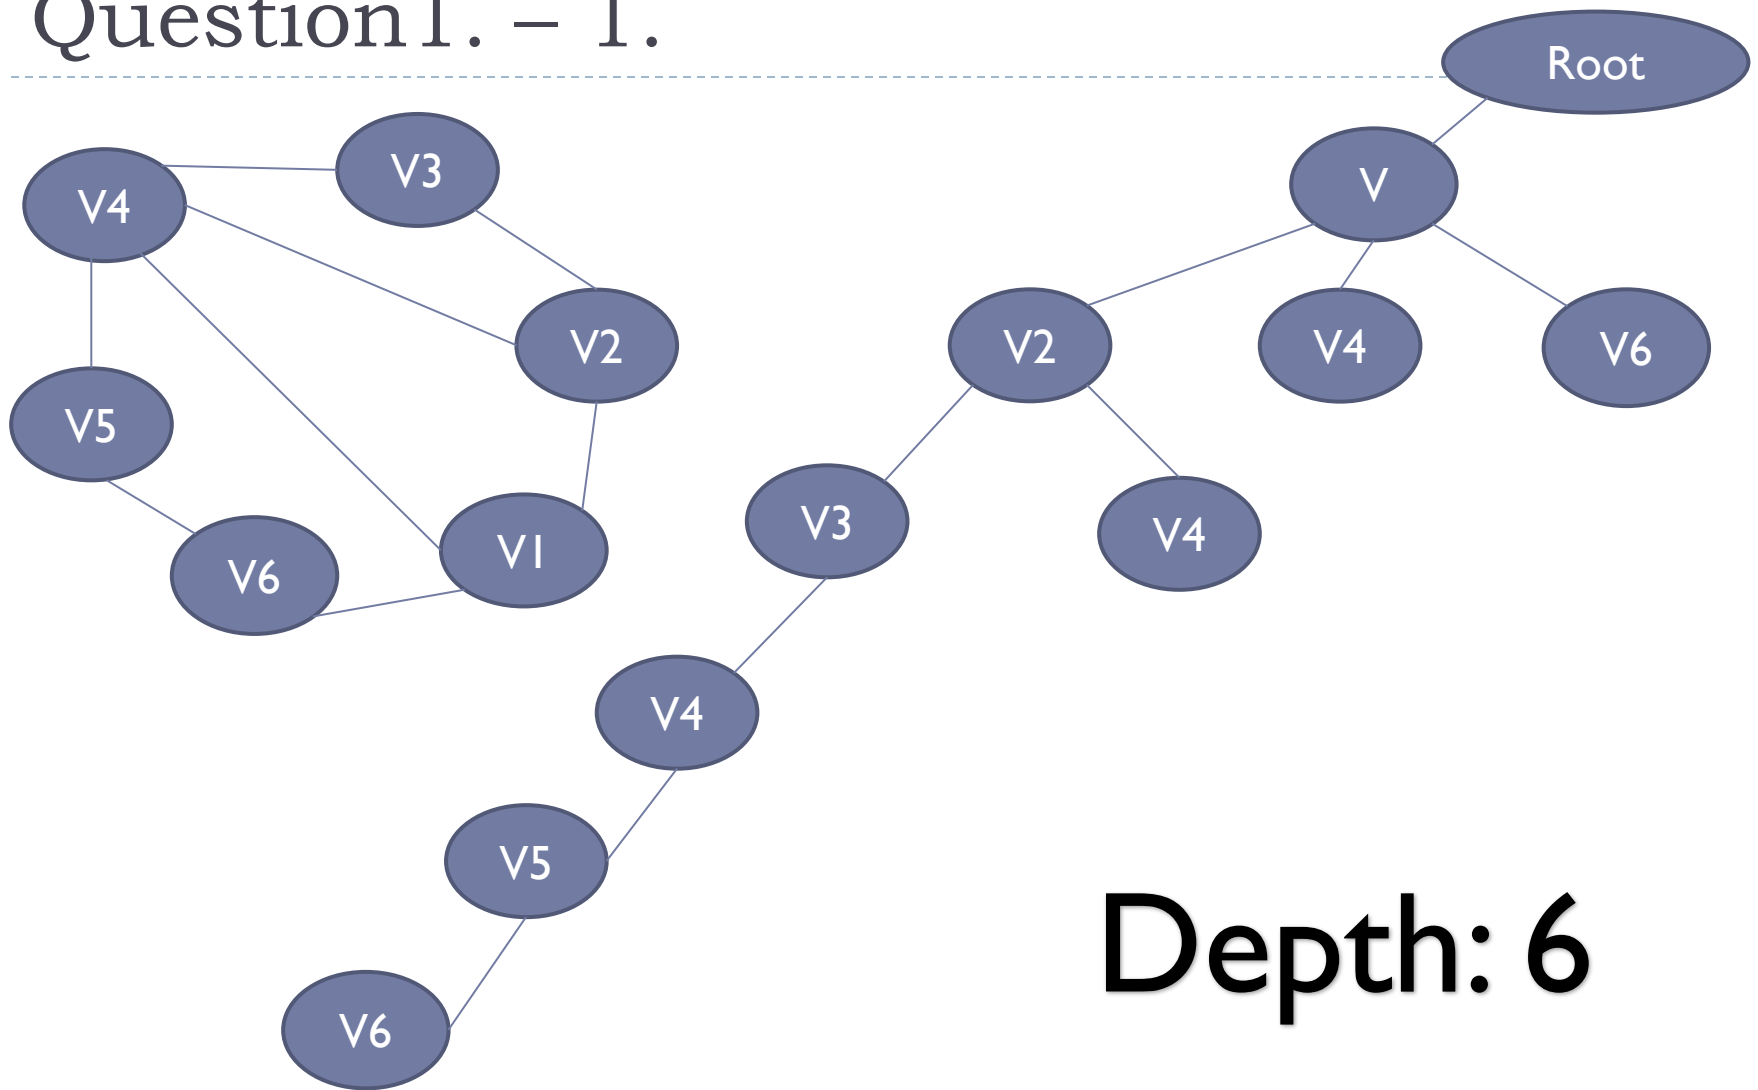 Question1. – 1.
Root
V3
V
V4
V2
V2
V4
V6
V5
V3
V4
V1
V6
V4
V5
Depth: 6
V6